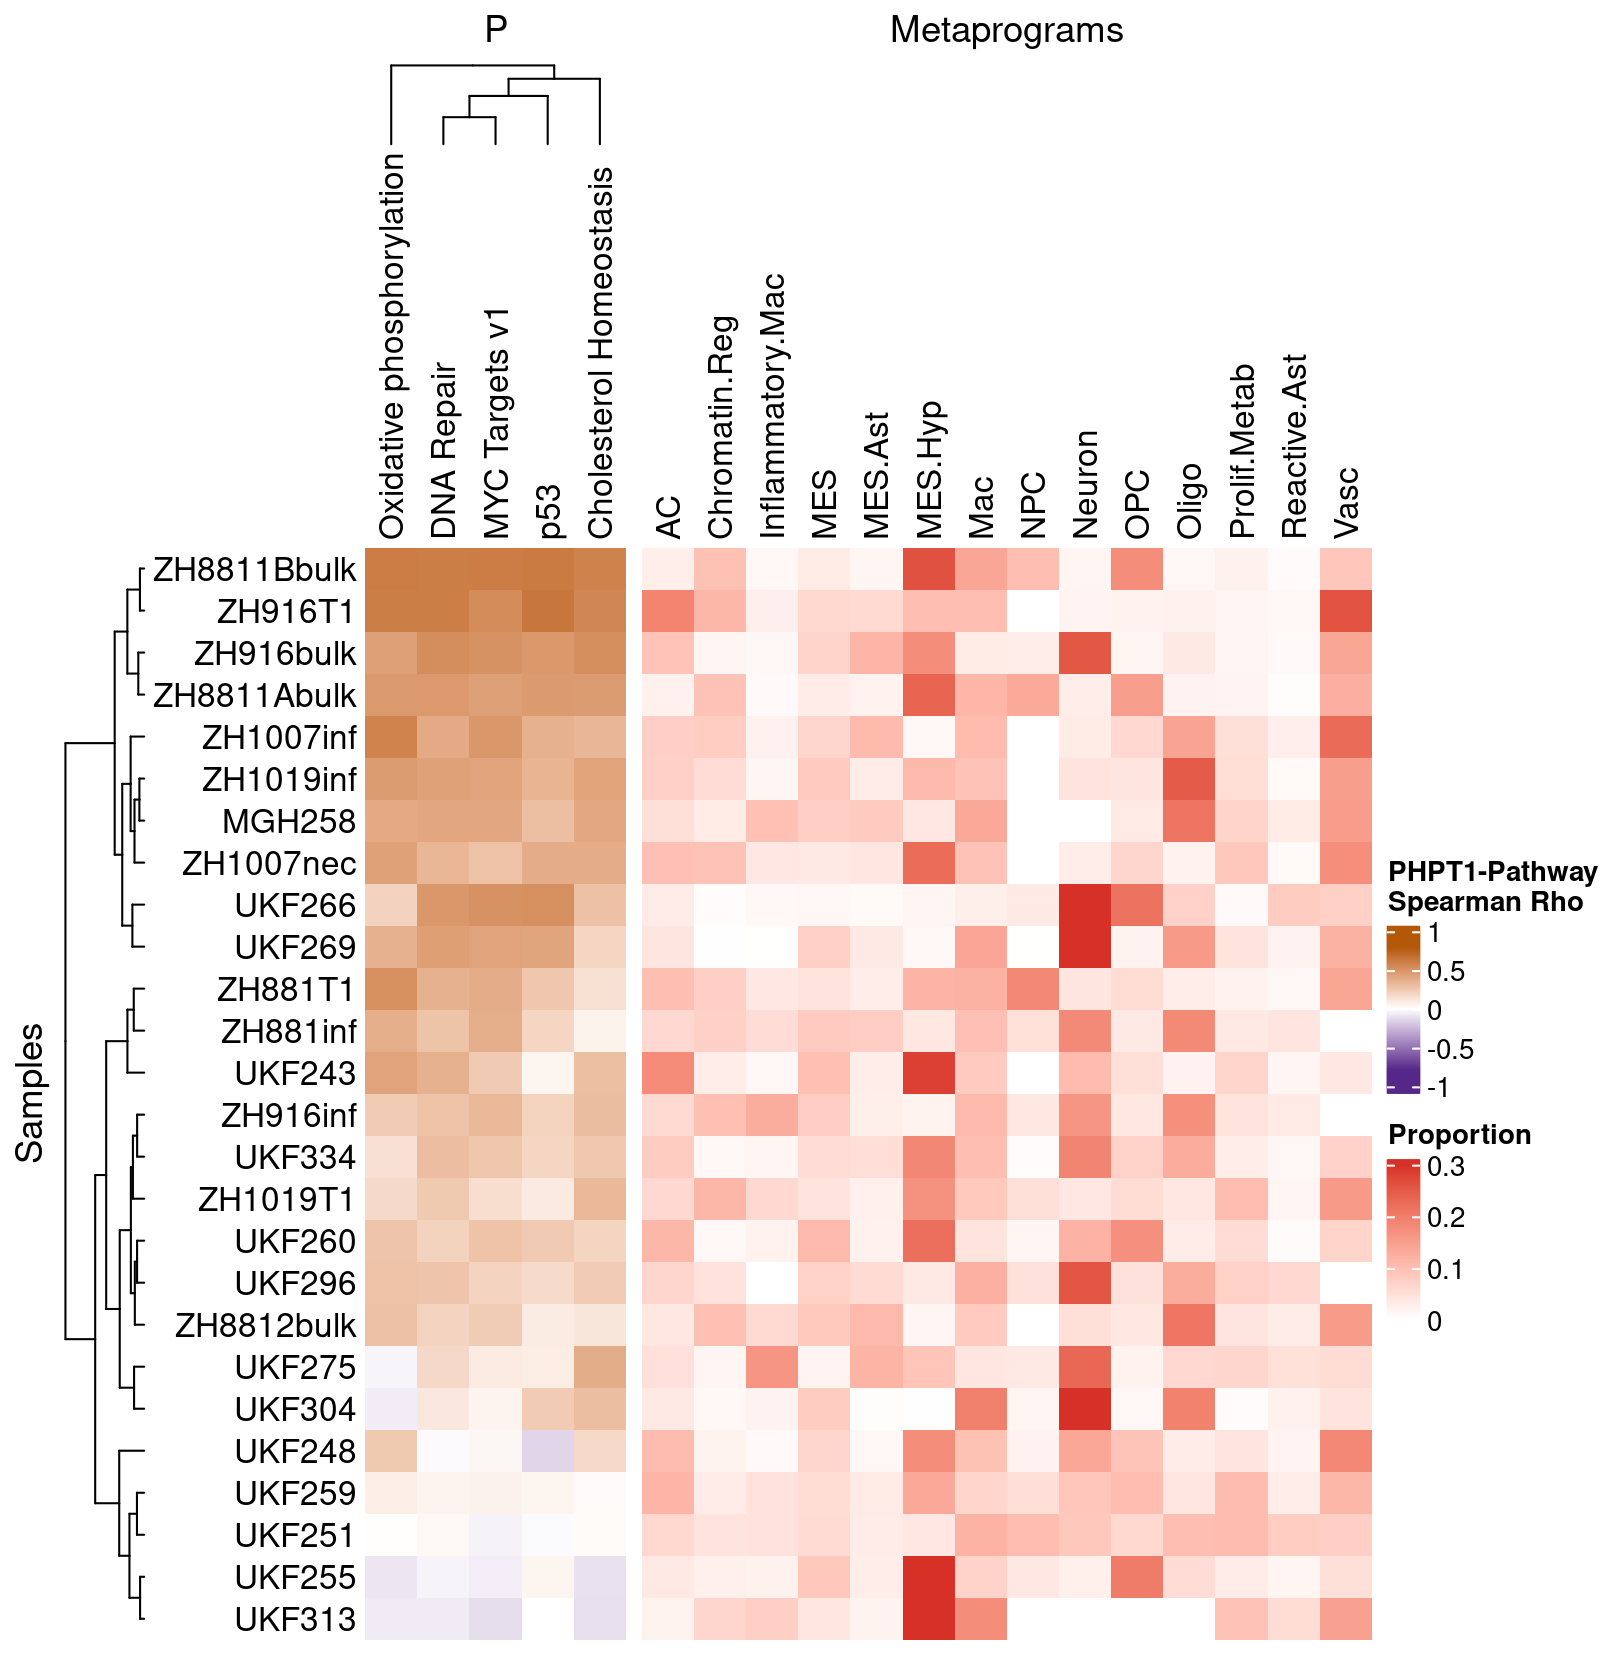 P
Metaprograms
Oxidative phosphorylation
DNA Repair
MYC Targets v1
p53
Cholesterol Homeostasis
AC
Chromatin.Reg
Inflammatory.Mac
MES
MES.Ast
MES.Hyp
Mac
NPC
Neuron
OPC
Oligo
Prolif.Metab
Reactive.Ast
Vasc
Samples
ZH8811Bbulk
ZH916T1
ZH916bulk
ZH8811Abulk
ZH1007inf
ZH1019inf
MGH258
ZH1007nec
UKF266
UKF269
ZH881T1
ZH881inf
UKF243
ZH916inf
UKF334
ZH1019T1
UKF260
UKF296
ZH8812bulk
UKF275
UKF304
UKF248
UKF259
UKF251
UKF255
UKF313
PHPT1-Pathway
Spearman Rho
1
0.5
0
-0.5
-1
Proportion
0.3
0.2
0.1
0